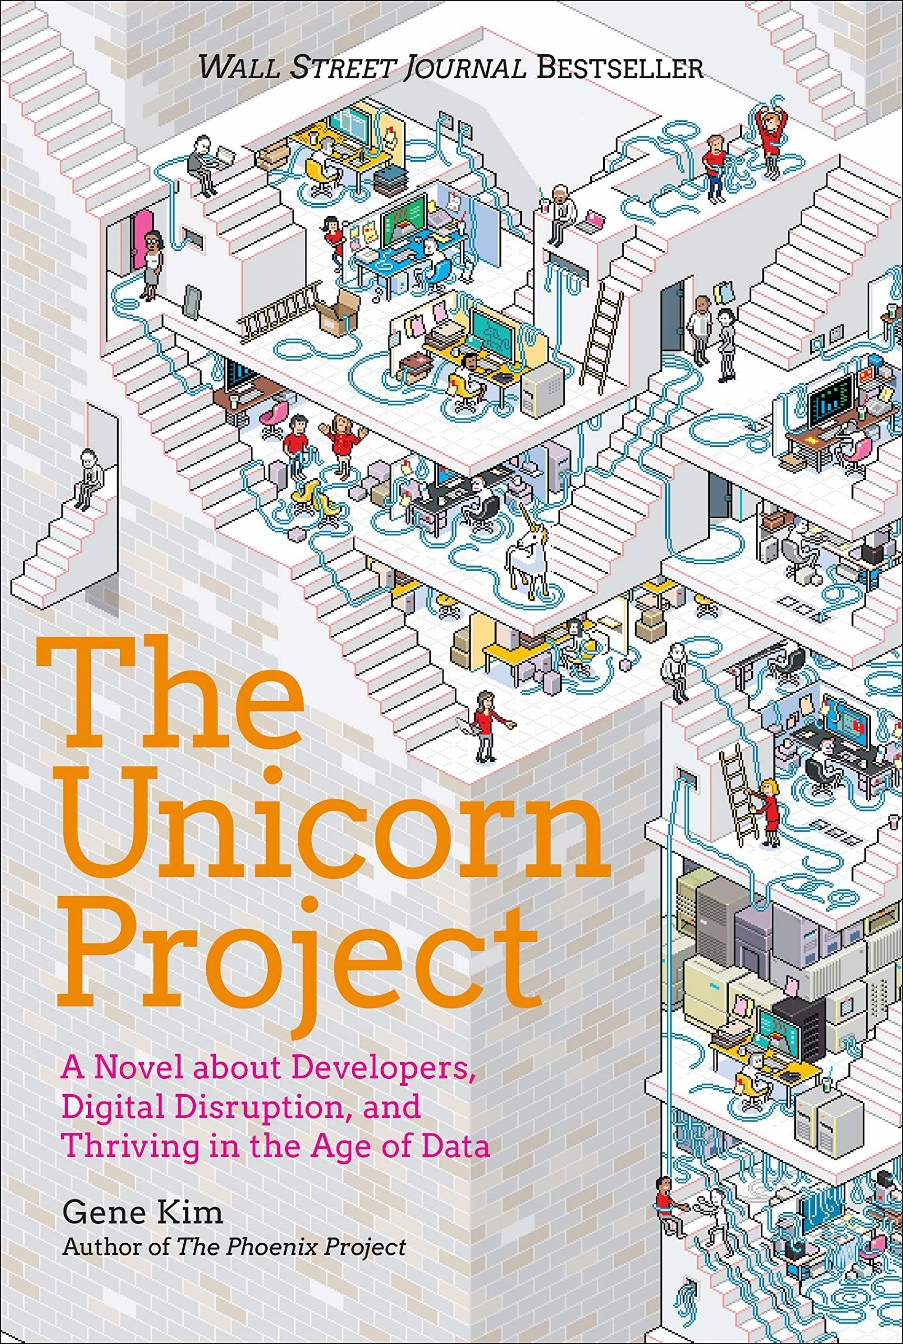 WALL STREET JOURNAL BESTSELLER
The
Unicorn
Project
A Novel about Developers,
Digital Disruption, and
Thriving in the Age of Data
Gene Kim
Author of The Phoenix Project